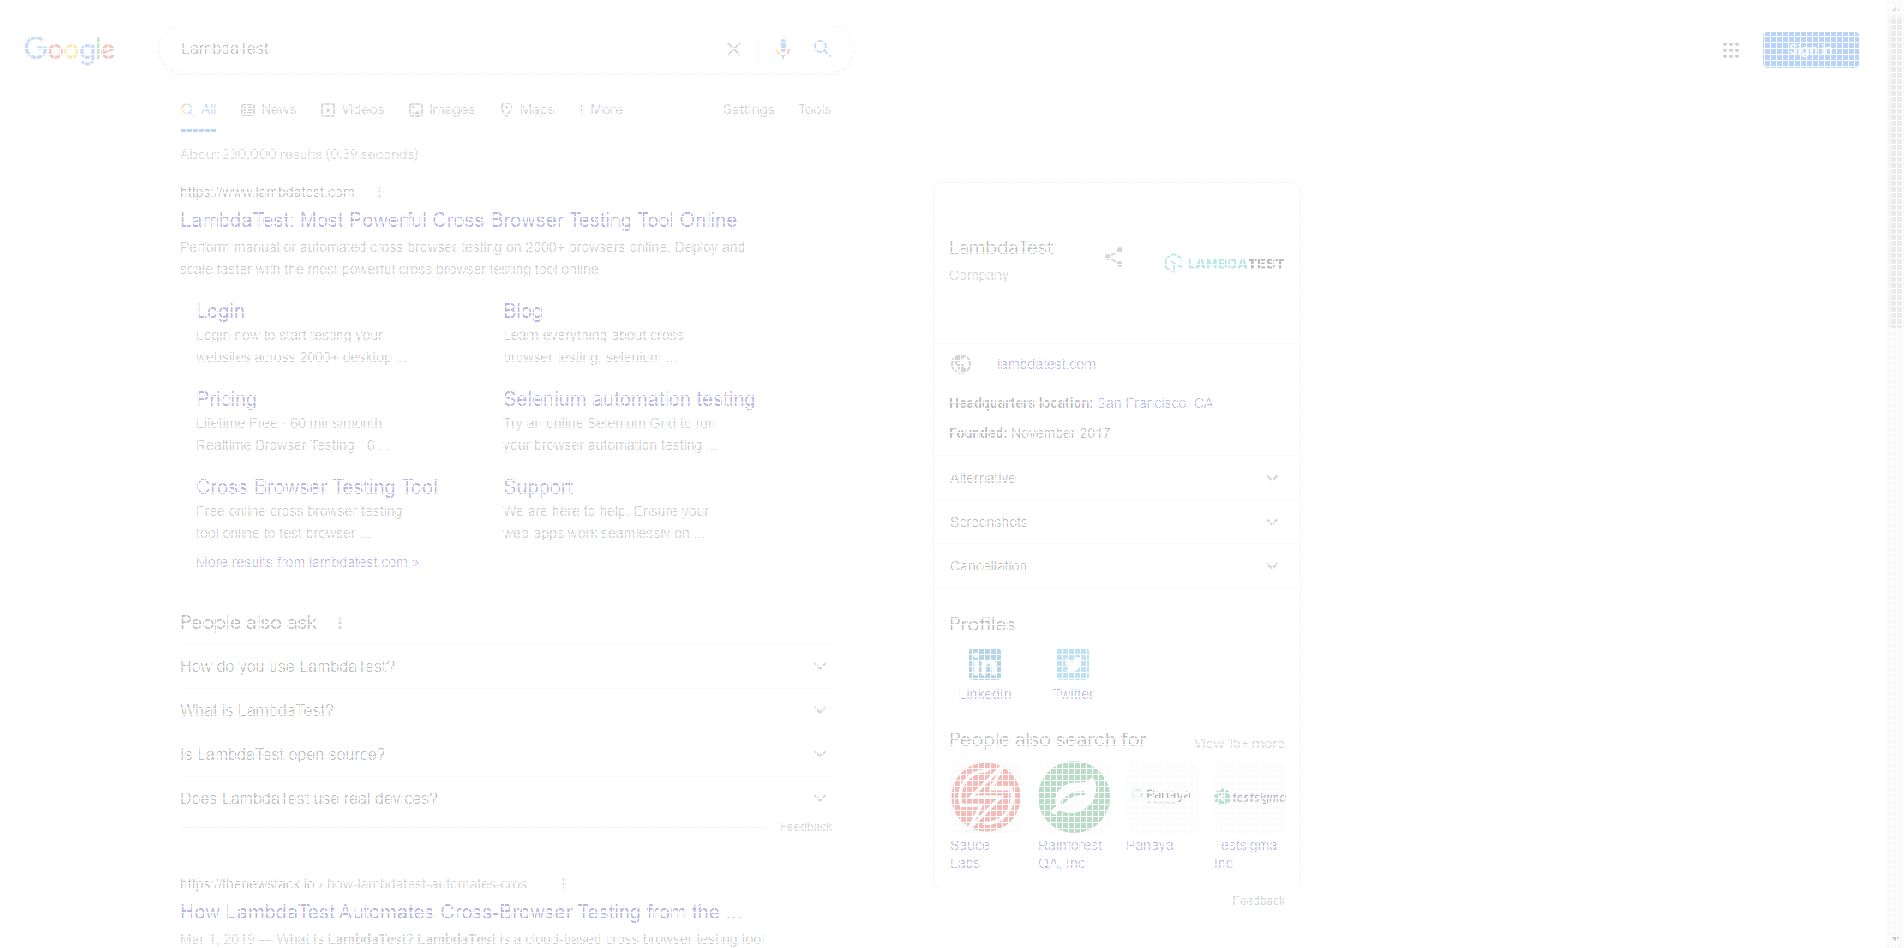 Google
LambdaTest
Sign in
All
News
Videos
Images
Maps
More
Settings
Tools
About 230,000 results (0.39 seconds)
https://www.lambdatest.com
LambdaTest: Most Powerful Cross Browser Testing Tool Online
Perform manual or automated cross browser testing on 2000+ browsers online. Deploy and
scale faster with the most powerful cross browser testing tool online
Login
Login now to start testing your
websites across 2000+ desktop ...
Blog
Learn everything about cross
browser testing, selenium ...
Pricing
Lifetime Free · 60 mins/month
Realtime Browser Testing · 6 ...
Selenium automation testing
Try an online Selenium Grid to run
your browser automation testing ...
Cross Browser Testing Tool
Free online cross browser testing
tool online to test browser ...
Support
We are here to help. Ensure your
web-apps work seamlessly on ...
More results from lambdatest.com »
People also ask
How do you use LambdaTest?
What is LambdaTest?
Is LambdaTest open source?
Does LambdaTest use real devices?
Feedback
https://thenewstack.io › how-lambdatest-automates-cros...
How LambdaTest Automates Cross-Browser Testing from the ...
Mar 1, 2019 — What is LambdaTest? LambdaTest is a cloud-based cross browser testing tool
LambdaTest
Company
LAMBDATEST
lambdatest.com
Headquarters location: San Francisco, CA
Founded: November 2017
Alternative
Screenshots
Cancellation
Profiles
LinkedIn
Twitter
People also search for
View 15+ more
Panaya
testsigma
Sauce
Labs
Rainforest
QA, Inc.
Panaya
Testsigma
Inc
Feedback